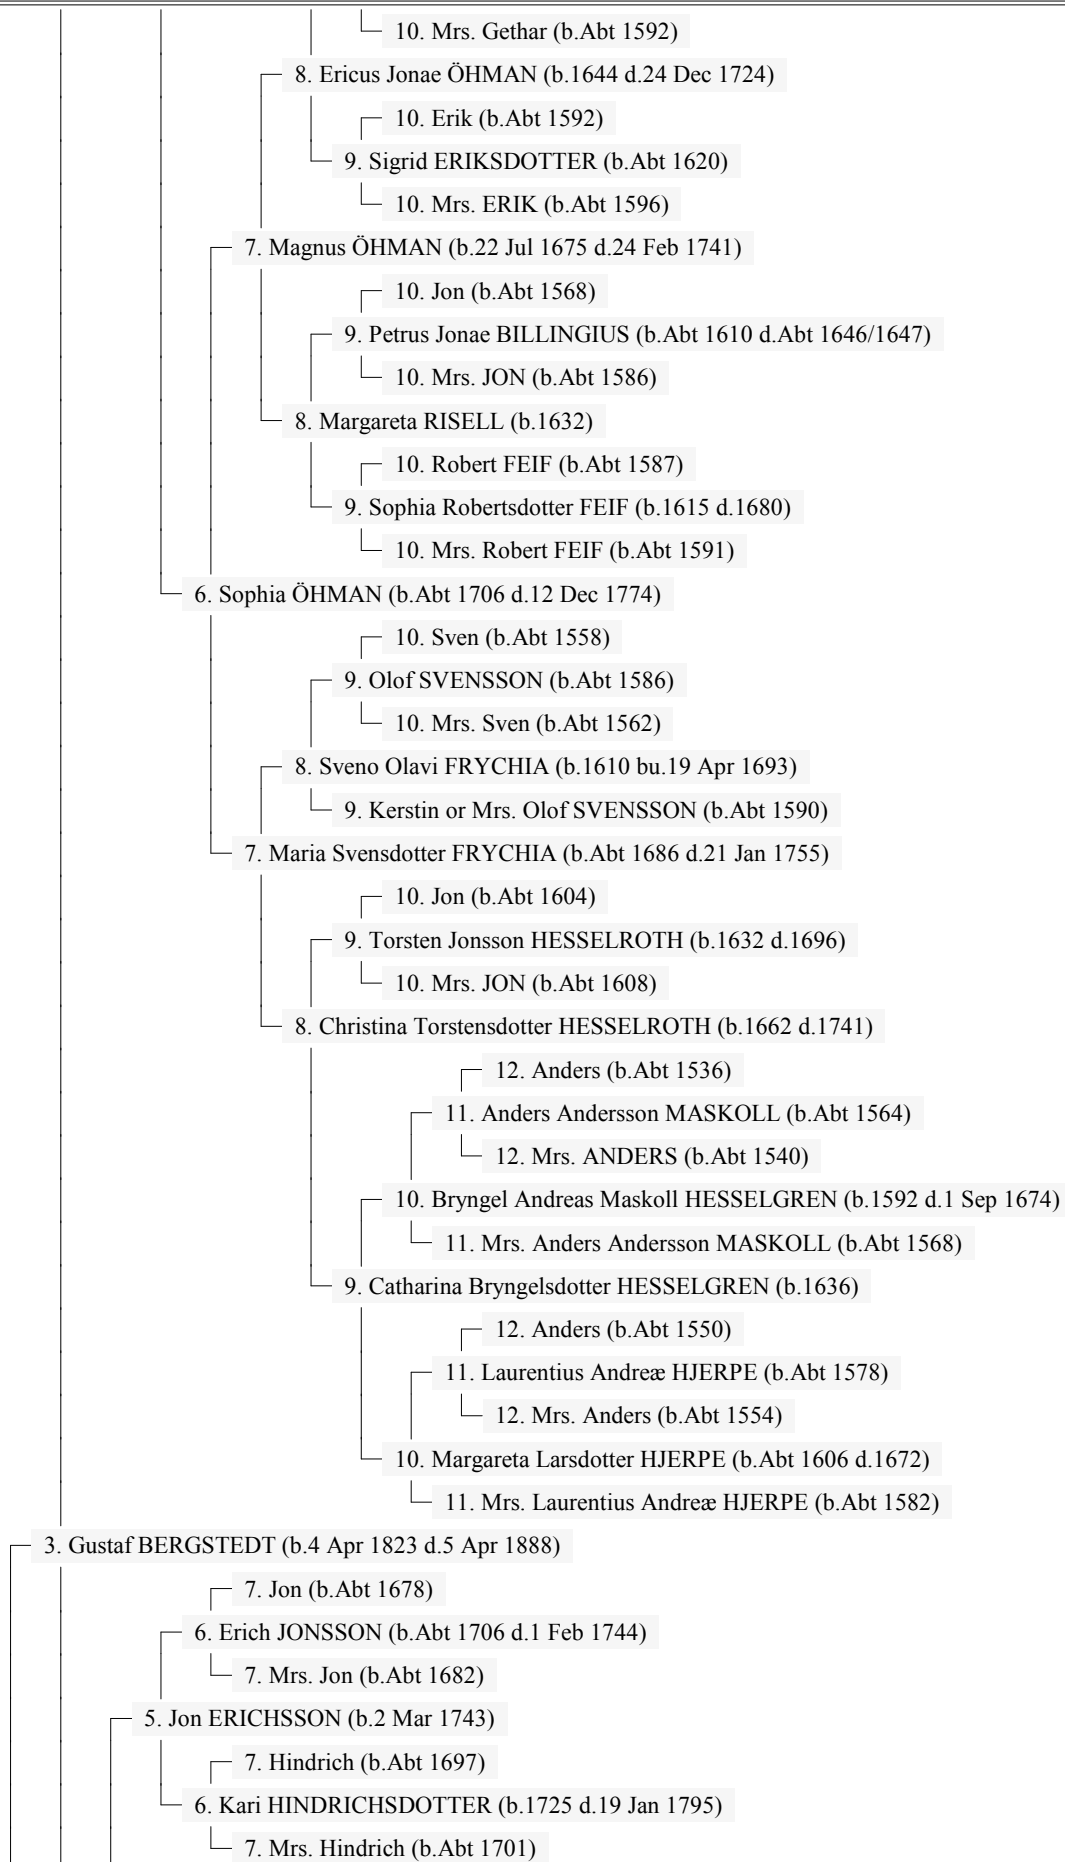 10. Mrs. Gethar (b.Abt 1592)
8. Ericus Jonae ÖHMAN (b.1644 d.24 Dec 1724)
10. Erik (b.Abt 1592)
9. Sigrid ERIKSDOTTER (b.Abt 1620)
10. Mrs. ERIK (b.Abt 1596)
7. Magnus ÖHMAN (b.22 Jul 1675 d.24 Feb 1741)
10. Jon (b.Abt 1568)
9. Petrus Jonae BILLINGIUS (b.Abt 1610 d.Abt 1646/1647)
10. Mrs. JON (b.Abt 1586)
8. Margareta RISELL (b.1632)
10. Robert FEIF (b.Abt 1587)
9. Sophia Robertsdotter FEIF (b.1615 d.1680)
10. Mrs. Robert FEIF (b.Abt 1591)
6. Sophia ÖHMAN (b.Abt 1706 d.12 Dec 1774)
10. Sven (b.Abt 1558)
9. Olof SVENSSON (b.Abt 1586)
10. Mrs. Sven (b.Abt 1562)
8. Sveno Olavi FRYCHIA (b.1610 bu.19 Apr 1693)
9. Kerstin or Mrs. Olof SVENSSON (b.Abt 1590)
7. Maria Svensdotter FRYCHIA (b.Abt 1686 d.21 Jan 1755)
10. Jon (b.Abt 1604)
9. Torsten Jonsson HESSELROTH (b.1632 d.1696)
10. Mrs. JON (b.Abt 1608)
8. Christina Torstensdotter HESSELROTH (b.1662 d.1741)
12. Anders (b.Abt 1536)
11. Anders Andersson MASKOLL (b.Abt 1564)
12. Mrs. ANDERS (b.Abt 1540)
10. Bryngel Andreas Maskoll HESSELGREN (b.1592 d.1 Sep 1674)
11. Mrs. Anders Andersson MASKOLL (b.Abt 1568)
9. Catharina Bryngelsdotter HESSELGREN (b.1636)
12. Anders (b.Abt 1550)
11. Laurentius Andreæ HJERPE (b.Abt 1578)
12. Mrs. Anders (b.Abt 1554)
10. Margareta Larsdotter HJERPE (b.Abt 1606 d.1672)
11. Mrs. Laurentius Andreæ HJERPE (b.Abt 1582)
3. Gustaf BERGSTEDT (b.4 Apr 1823 d.5 Apr 1888)
7. Jon (b.Abt 1678)
6. Erich JONSSON (b.Abt 1706 d.1 Feb 1744)
7. Mrs. Jon (b.Abt 1682)
5. Jon ERICHSSON (b.2 Mar 1743)
7. Hindrich (b.Abt 1697)
6. Kari HINDRICHSDOTTER (b.1725 d.19 Jan 1795)
7. Mrs. Hindrich (b.Abt 1701)